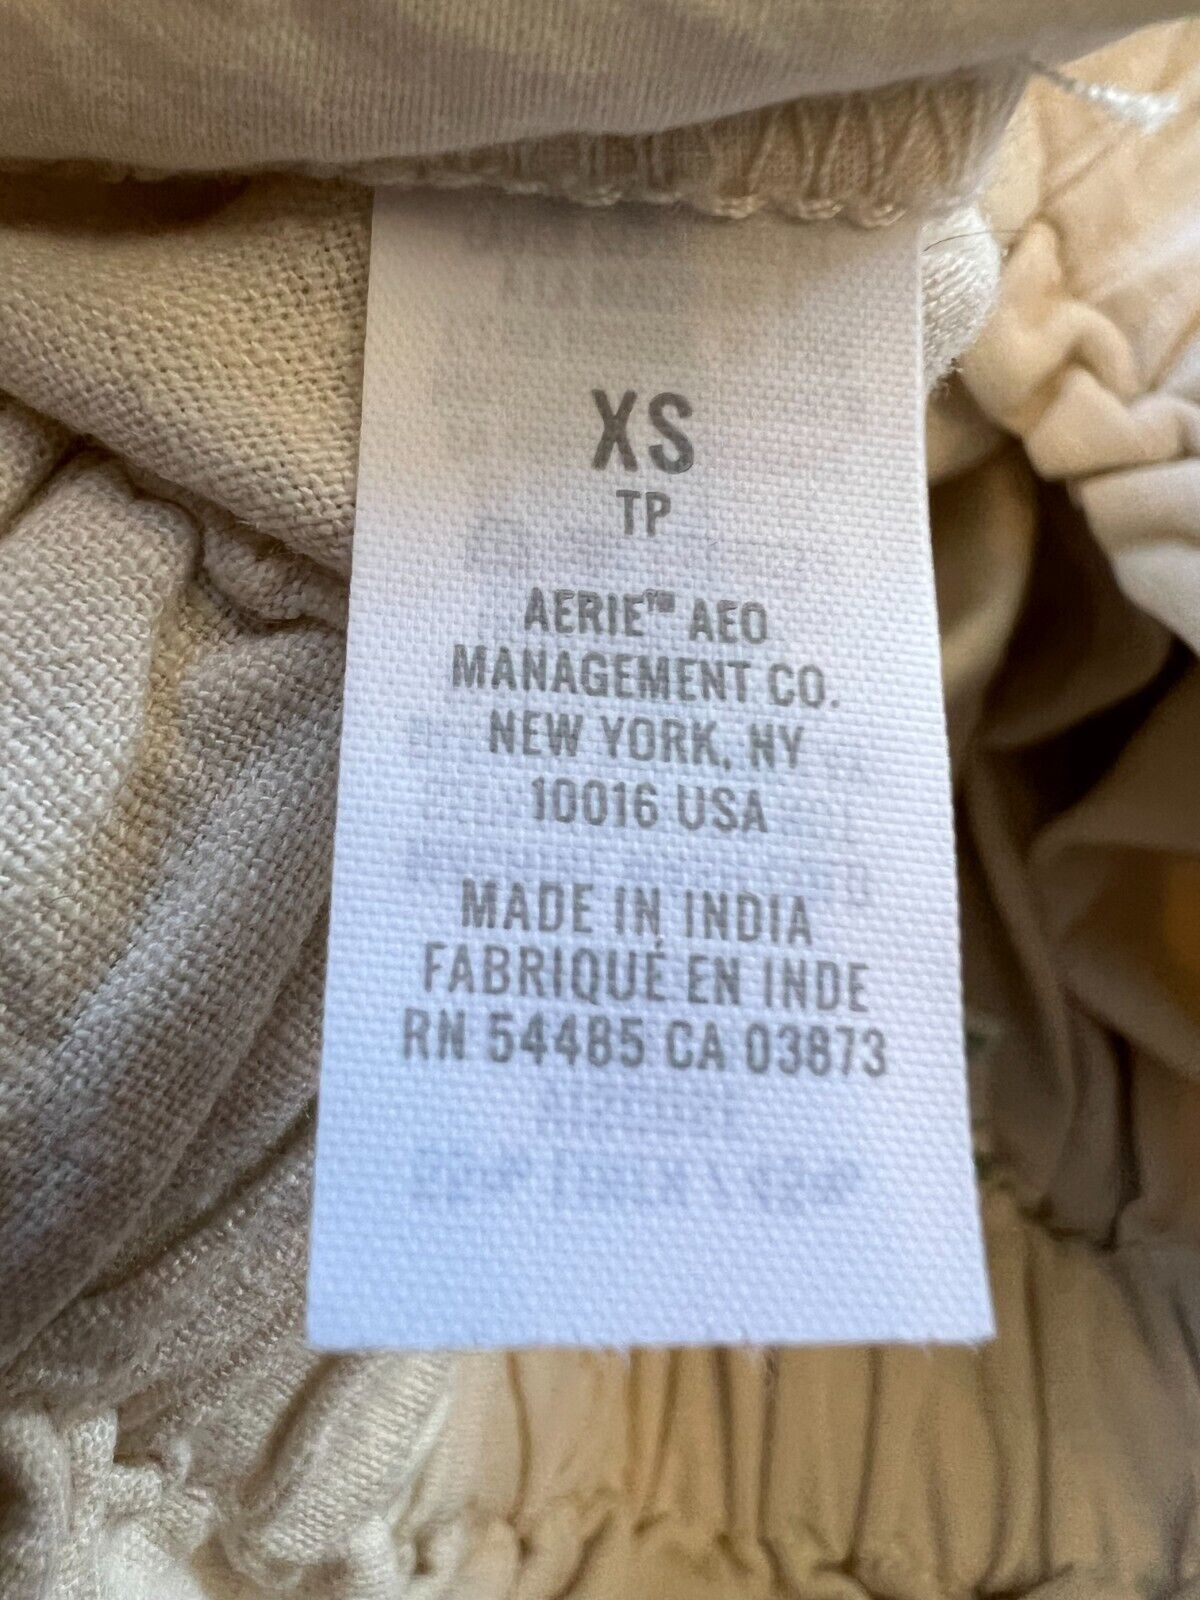 XS
TP
AERIE™ AEO
MANAGEMENT CO.
NEW YORK, NY
10016 USA
MADE IN INDIA
FABRIQUÉ EN INDE
RN 54485 CA 03873